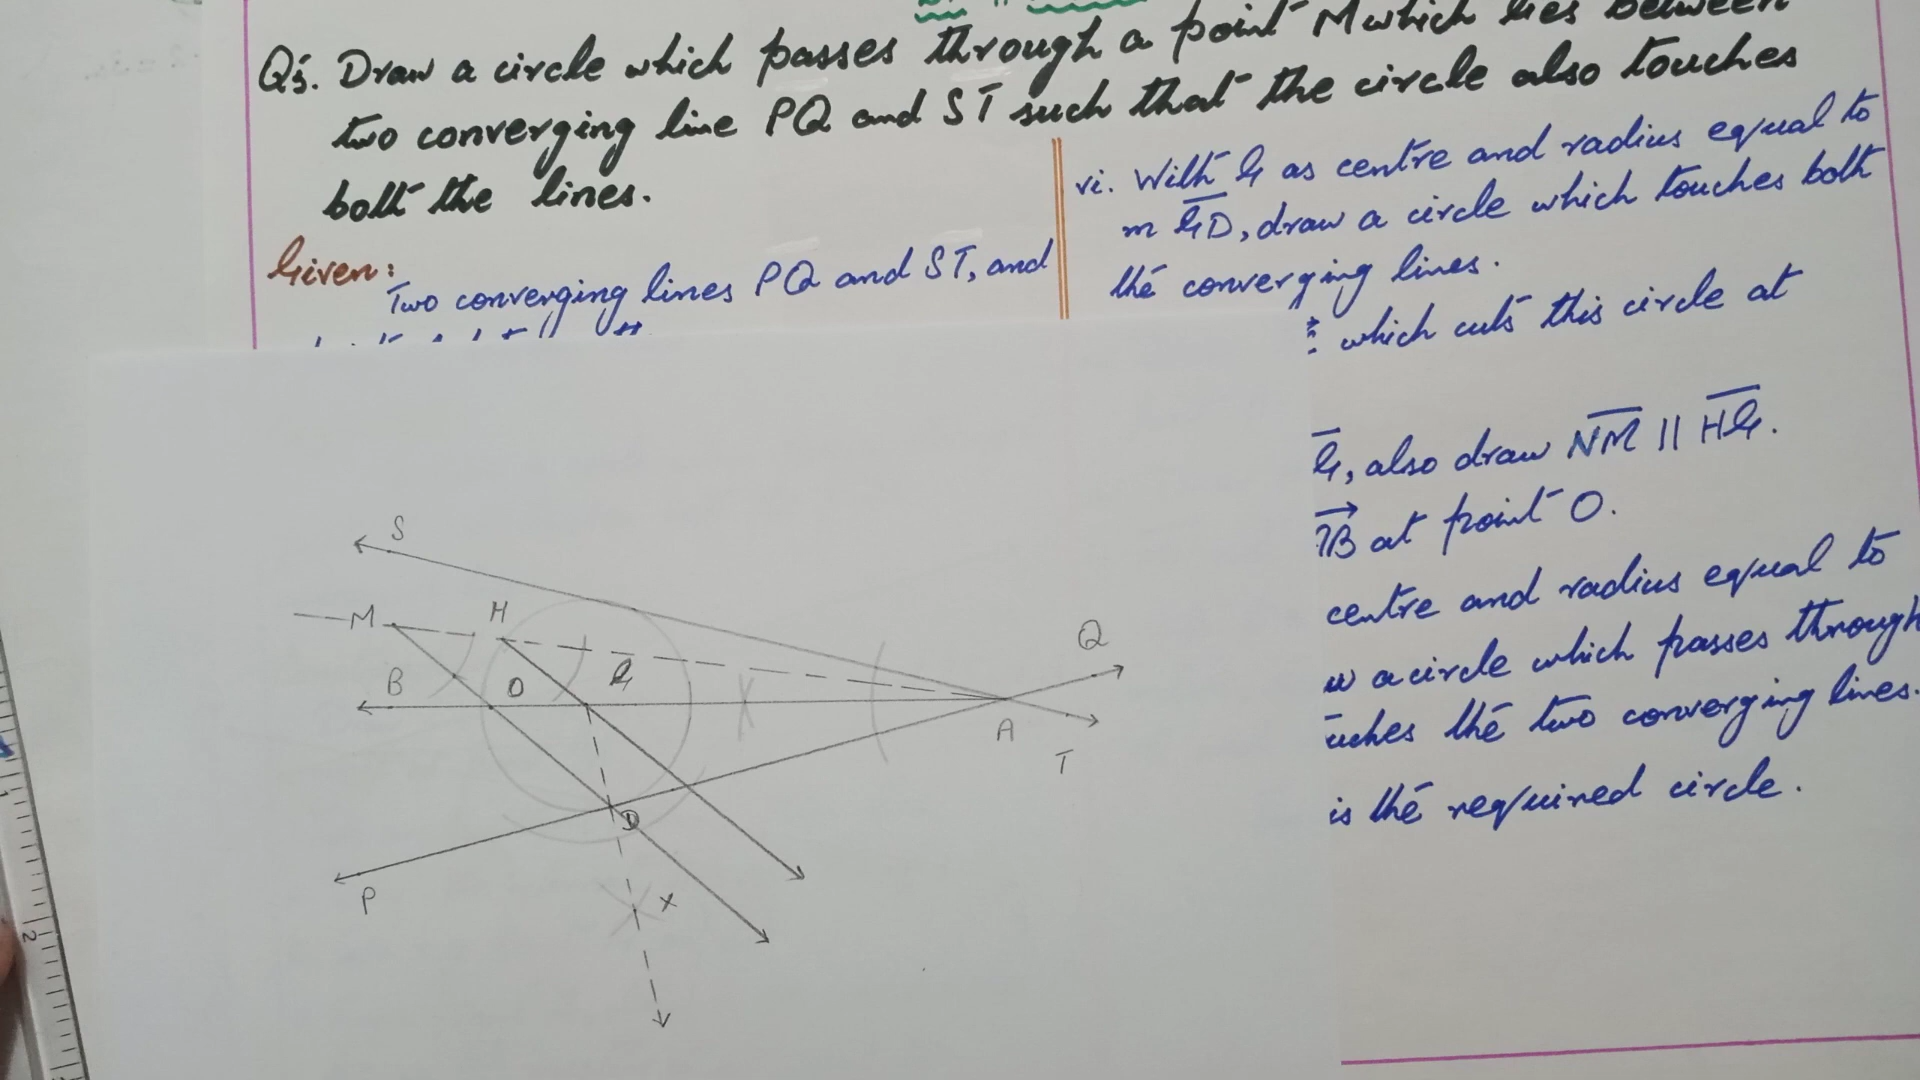 Q5. Draw a circle which passes through a point M which lies between
two converging line PQ and ST such that the circle also touches
both the lines.
Given:
Two converging lines PQ and ST, and
vi. With G as centre and radius equal to
m GD, draw a circle which touches both
the converging lines.
which cuts this circle at
G, also draw NM || HG.
B at point O.
centre and radius equal to
a circle which passes through
the two converging lines.
is the required circle.
S
M
H
Q
B
O
G
A
T
D
P
x
1
2